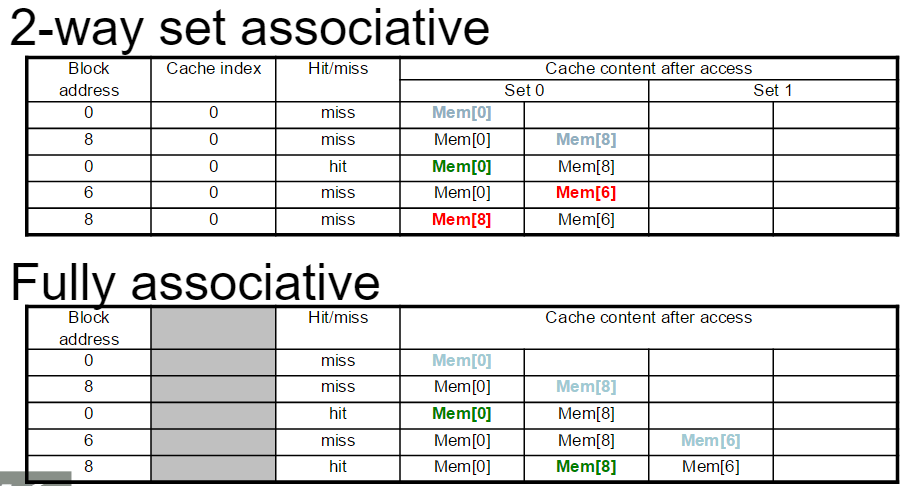 2-way set associative
Block address Cache index Hit/miss Cache content after access
Set 0 Set 1
0 0 miss Mem[0]
8 0 miss Mem[0] Mem[8]
0 0 hit Mem[0] Mem[8]
6 0 miss Mem[0] Mem[6]
8 0 miss Mem[8] Mem[6]
Fully associative
Block address Hit/miss Cache content after access
0 miss Mem[0]
8 miss Mem[0] Mem[8]
0 hit Mem[0] Mem[8]
6 miss Mem[0] Mem[8] Mem[6]
8 hit Mem[0] Mem[8] Mem[6]